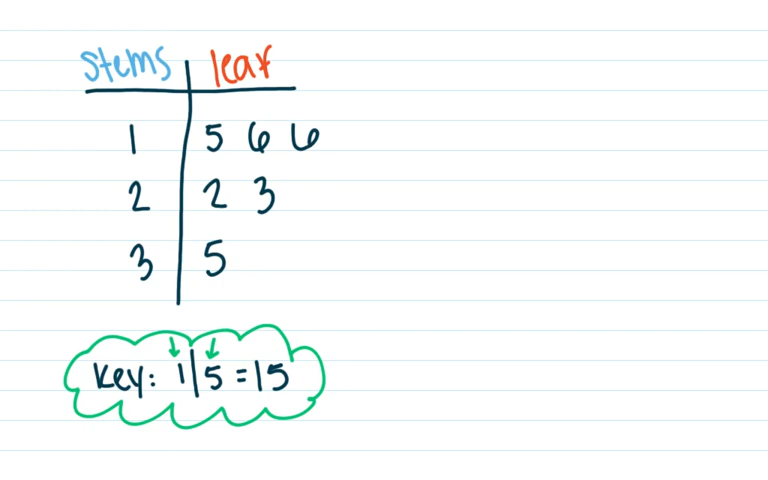 stems | leaf
1 | 5 6 6
2 | 2 3
3 | 5
Key: 1|5 = 15